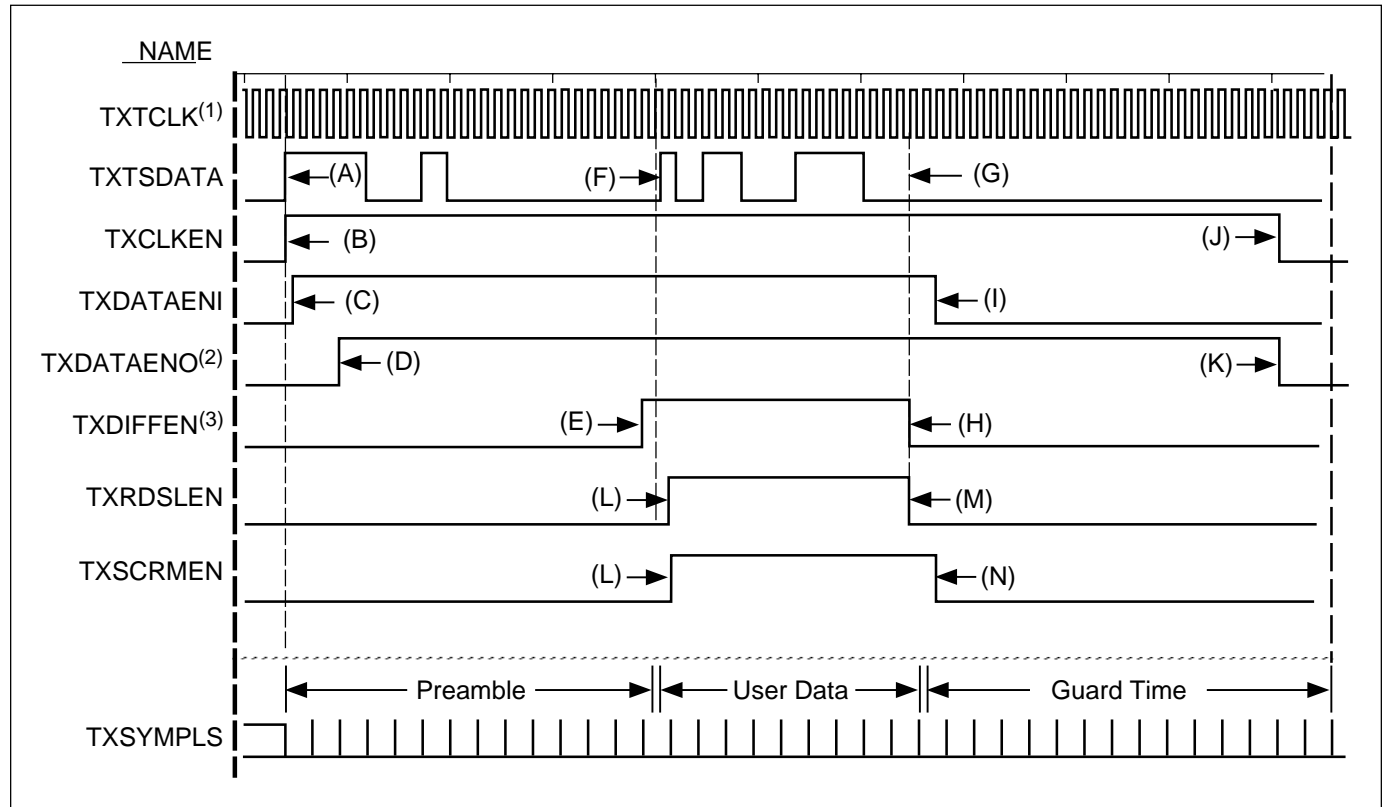 NAME
TXTCLK(1)
TXTSDATA (A) (F) (G)
TXCLKEN (B) (J)
TXDATAENI (C) (I)
TXDATAENO(2) (D) (K)
TXDIFFEN(3) (E) (H)
TXRDSLEN (L) (M)
TXSCRMEN (L) (N)
Preamble User Data Guard Time
TXSYMPLS